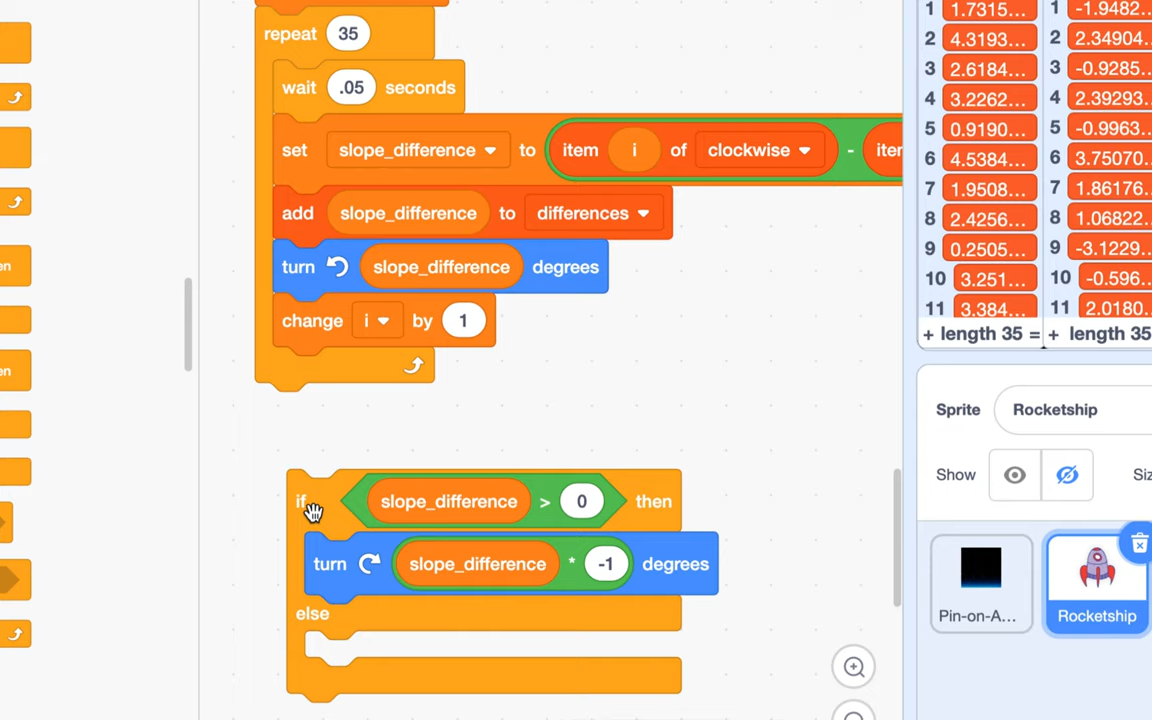 repeat 35
wait .05 seconds
set slope_difference to item i of clockwise -
add slope_difference to differences
turn slope_difference degrees
change i by 1
if slope_difference > 0 then
turn slope_difference * -1 degrees
else
1 1.7315... 1 -1.9482...
2 4.3193... 2 2.34904...
3 2.6184... 3 -0.9285...
4 3.2262... 4 2.39293...
5 0.9190... 5 -0.9963...
6 4.5384... 6 3.75070...
7 1.9508... 7 1.86176...
8 2.4256... 8 1.06822...
9 0.2505... 9 -3.1229...
10 3.251... 10 -0.596...
11 3.384... 11 2.0180...
+ length 35 = + length 35
Sprite Rocketship
Show
Pin-on-A... Rocketship